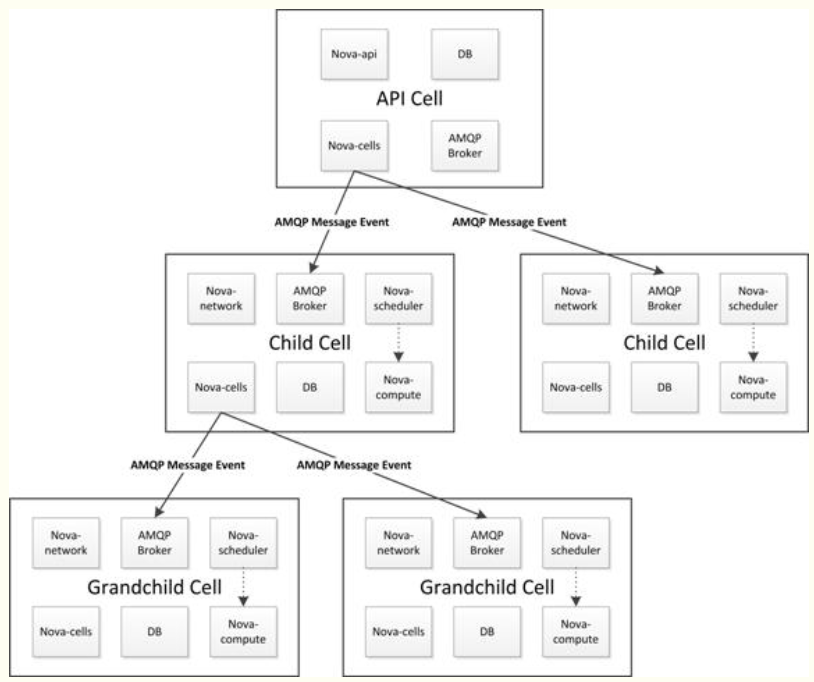 Nova-api
DB
API Cell
Nova-cells
AMQP
Broker
AMQP Message Event
AMQP Message Event
Nova-
network
AMQP
Broker
Nova-
scheduler
Child Cell
Nova-cells
DB
Nova-
compute
Nova-
network
AMQP
Broker
Nova-
scheduler
Child Cell
Nova-cells
DB
Nova-
compute
AMQP Message Event
AMQP Message Event
Nova-
network
AMQP
Broker
Nova-
scheduler
Grandchild Cell
Nova-cells
DB
Nova-
compute
Nova-
network
AMQP
Broker
Nova-
scheduler
Grandchild Cell
Nova-cells
DB
Nova-
compute